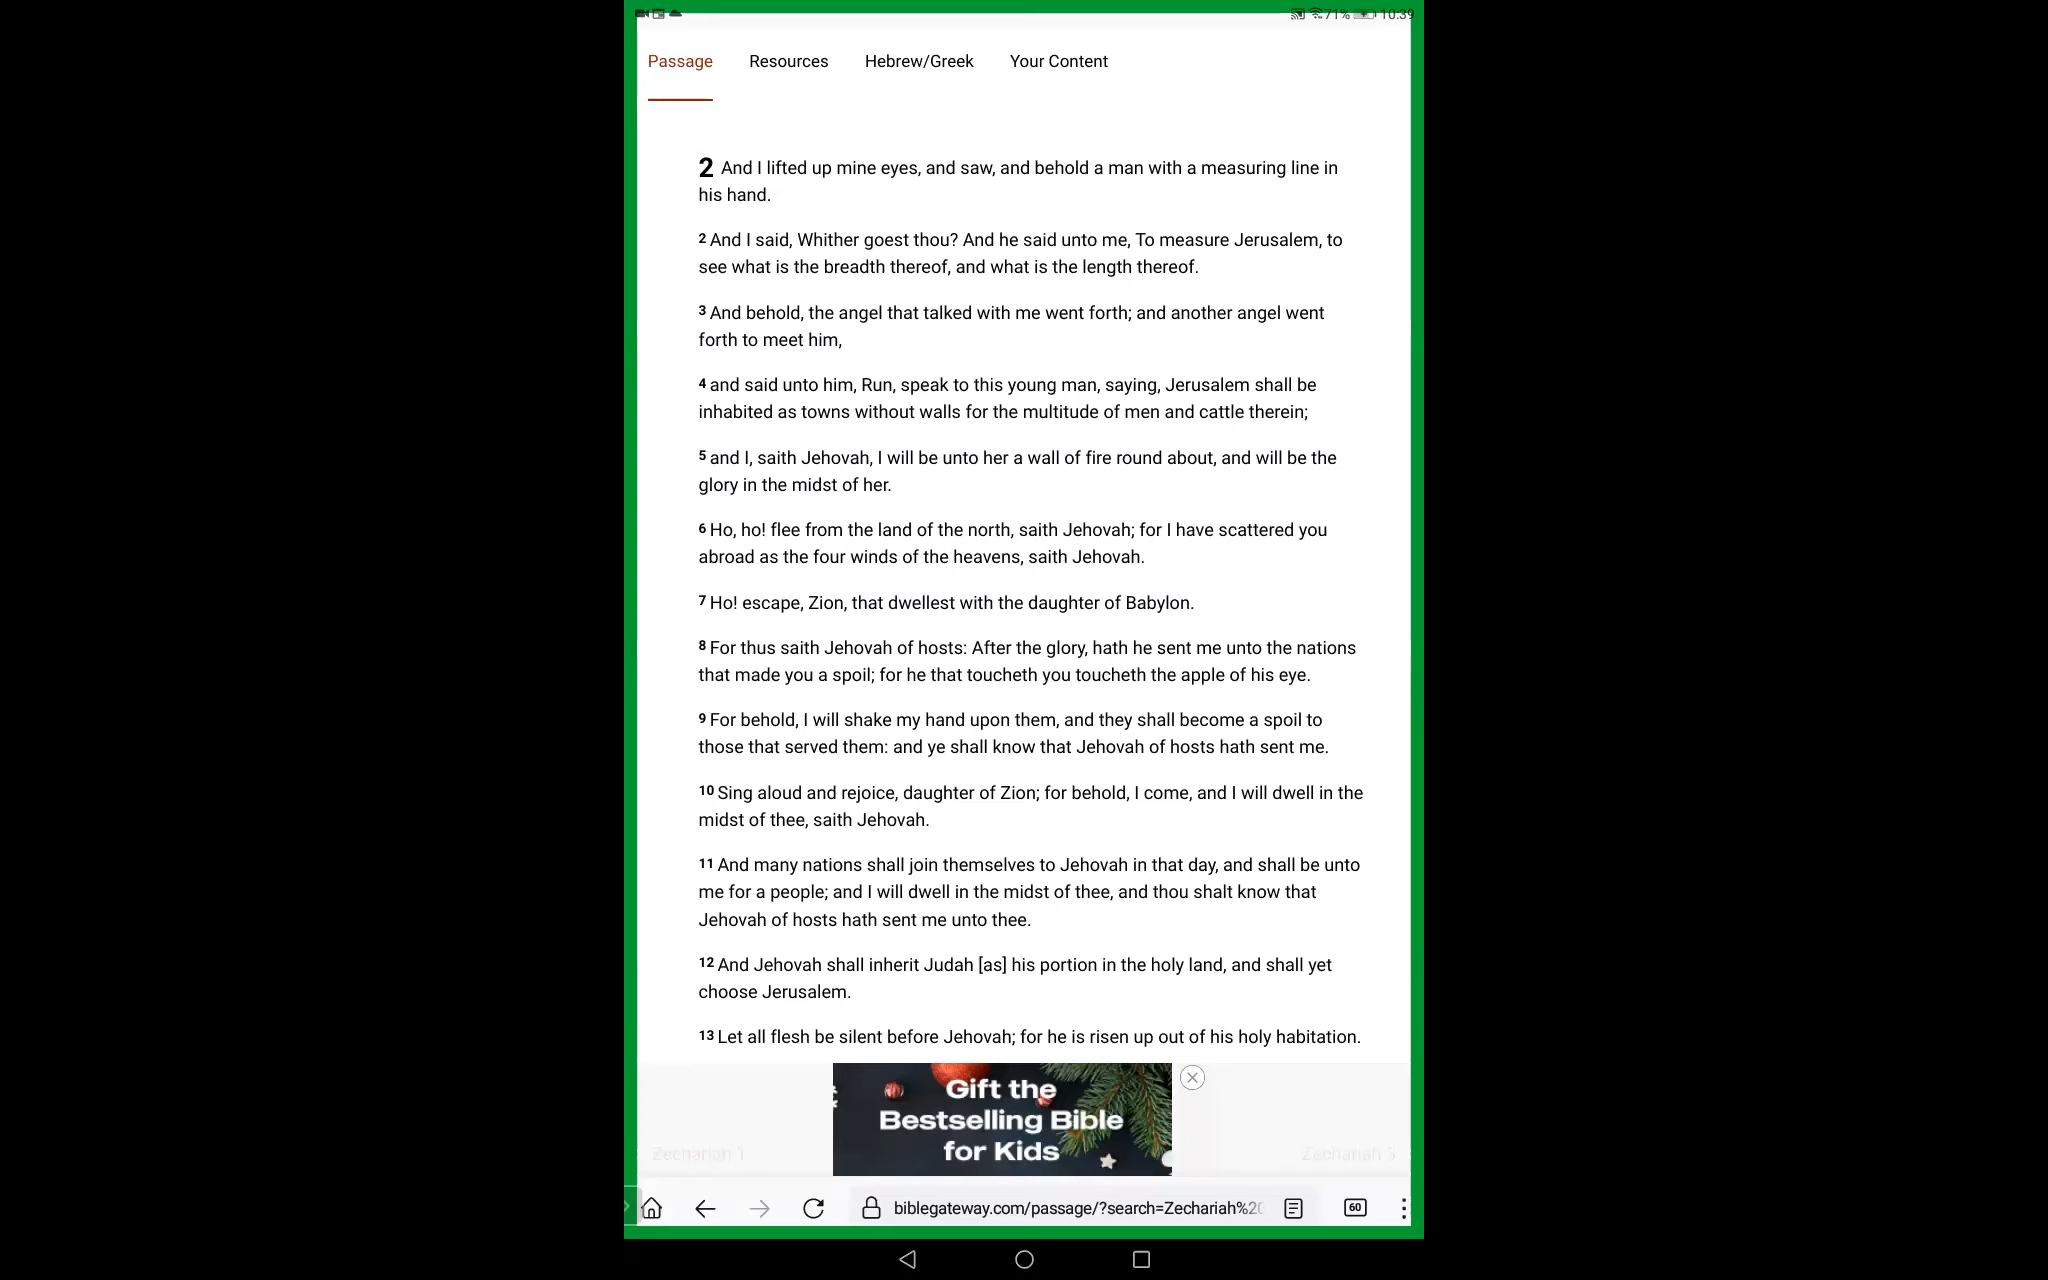 71% 10:39
Passage Resources Hebrew/Greek Your Content
2 And I lifted up mine eyes, and saw, and behold a man with a measuring line in
his hand.
2 And I said, Whither goest thou? And he said unto me, To measure Jerusalem, to
see what is the breadth thereof, and what is the length thereof.
3 And behold, the angel that talked with me went forth; and another angel went
forth to meet him,
4 and said unto him, Run, speak to this young man, saying, Jerusalem shall be
inhabited as towns without walls for the multitude of men and cattle therein;
5 and I, saith Jehovah, I will be unto her a wall of fire round about, and will be the
glory in the midst of her.
6 Ho, ho! flee from the land of the north, saith Jehovah; for I have scattered you
abroad as the four winds of the heavens, saith Jehovah.
7 Ho! escape, Zion, that dwellest with the daughter of Babylon.
8 For thus saith Jehovah of hosts: After the glory, hath he sent me unto the nations
that made you a spoil; for he that toucheth you toucheth the apple of his eye.
9 For behold, I will shake my hand upon them, and they shall become a spoil to
those that served them: and ye shall know that Jehovah of hosts hath sent me.
10 Sing aloud and rejoice, daughter of Zion; for behold, I come, and I will dwell in the
midst of thee, saith Jehovah.
11 And many nations shall join themselves to Jehovah in that day, and shall be unto
me for a people; and I will dwell in the midst of thee, and thou shalt know that
Jehovah of hosts hath sent me unto thee.
12 And Jehovah shall inherit Judah [as] his portion in the holy land, and shall yet
choose Jerusalem.
13 Let all flesh be silent before Jehovah; for he is risen up out of his holy habitation.
Gift the
Bestselling Bible
for Kids
Zechariah 1 Zechariah
biblegateway.com/passage/?search=Zechariah%20 60